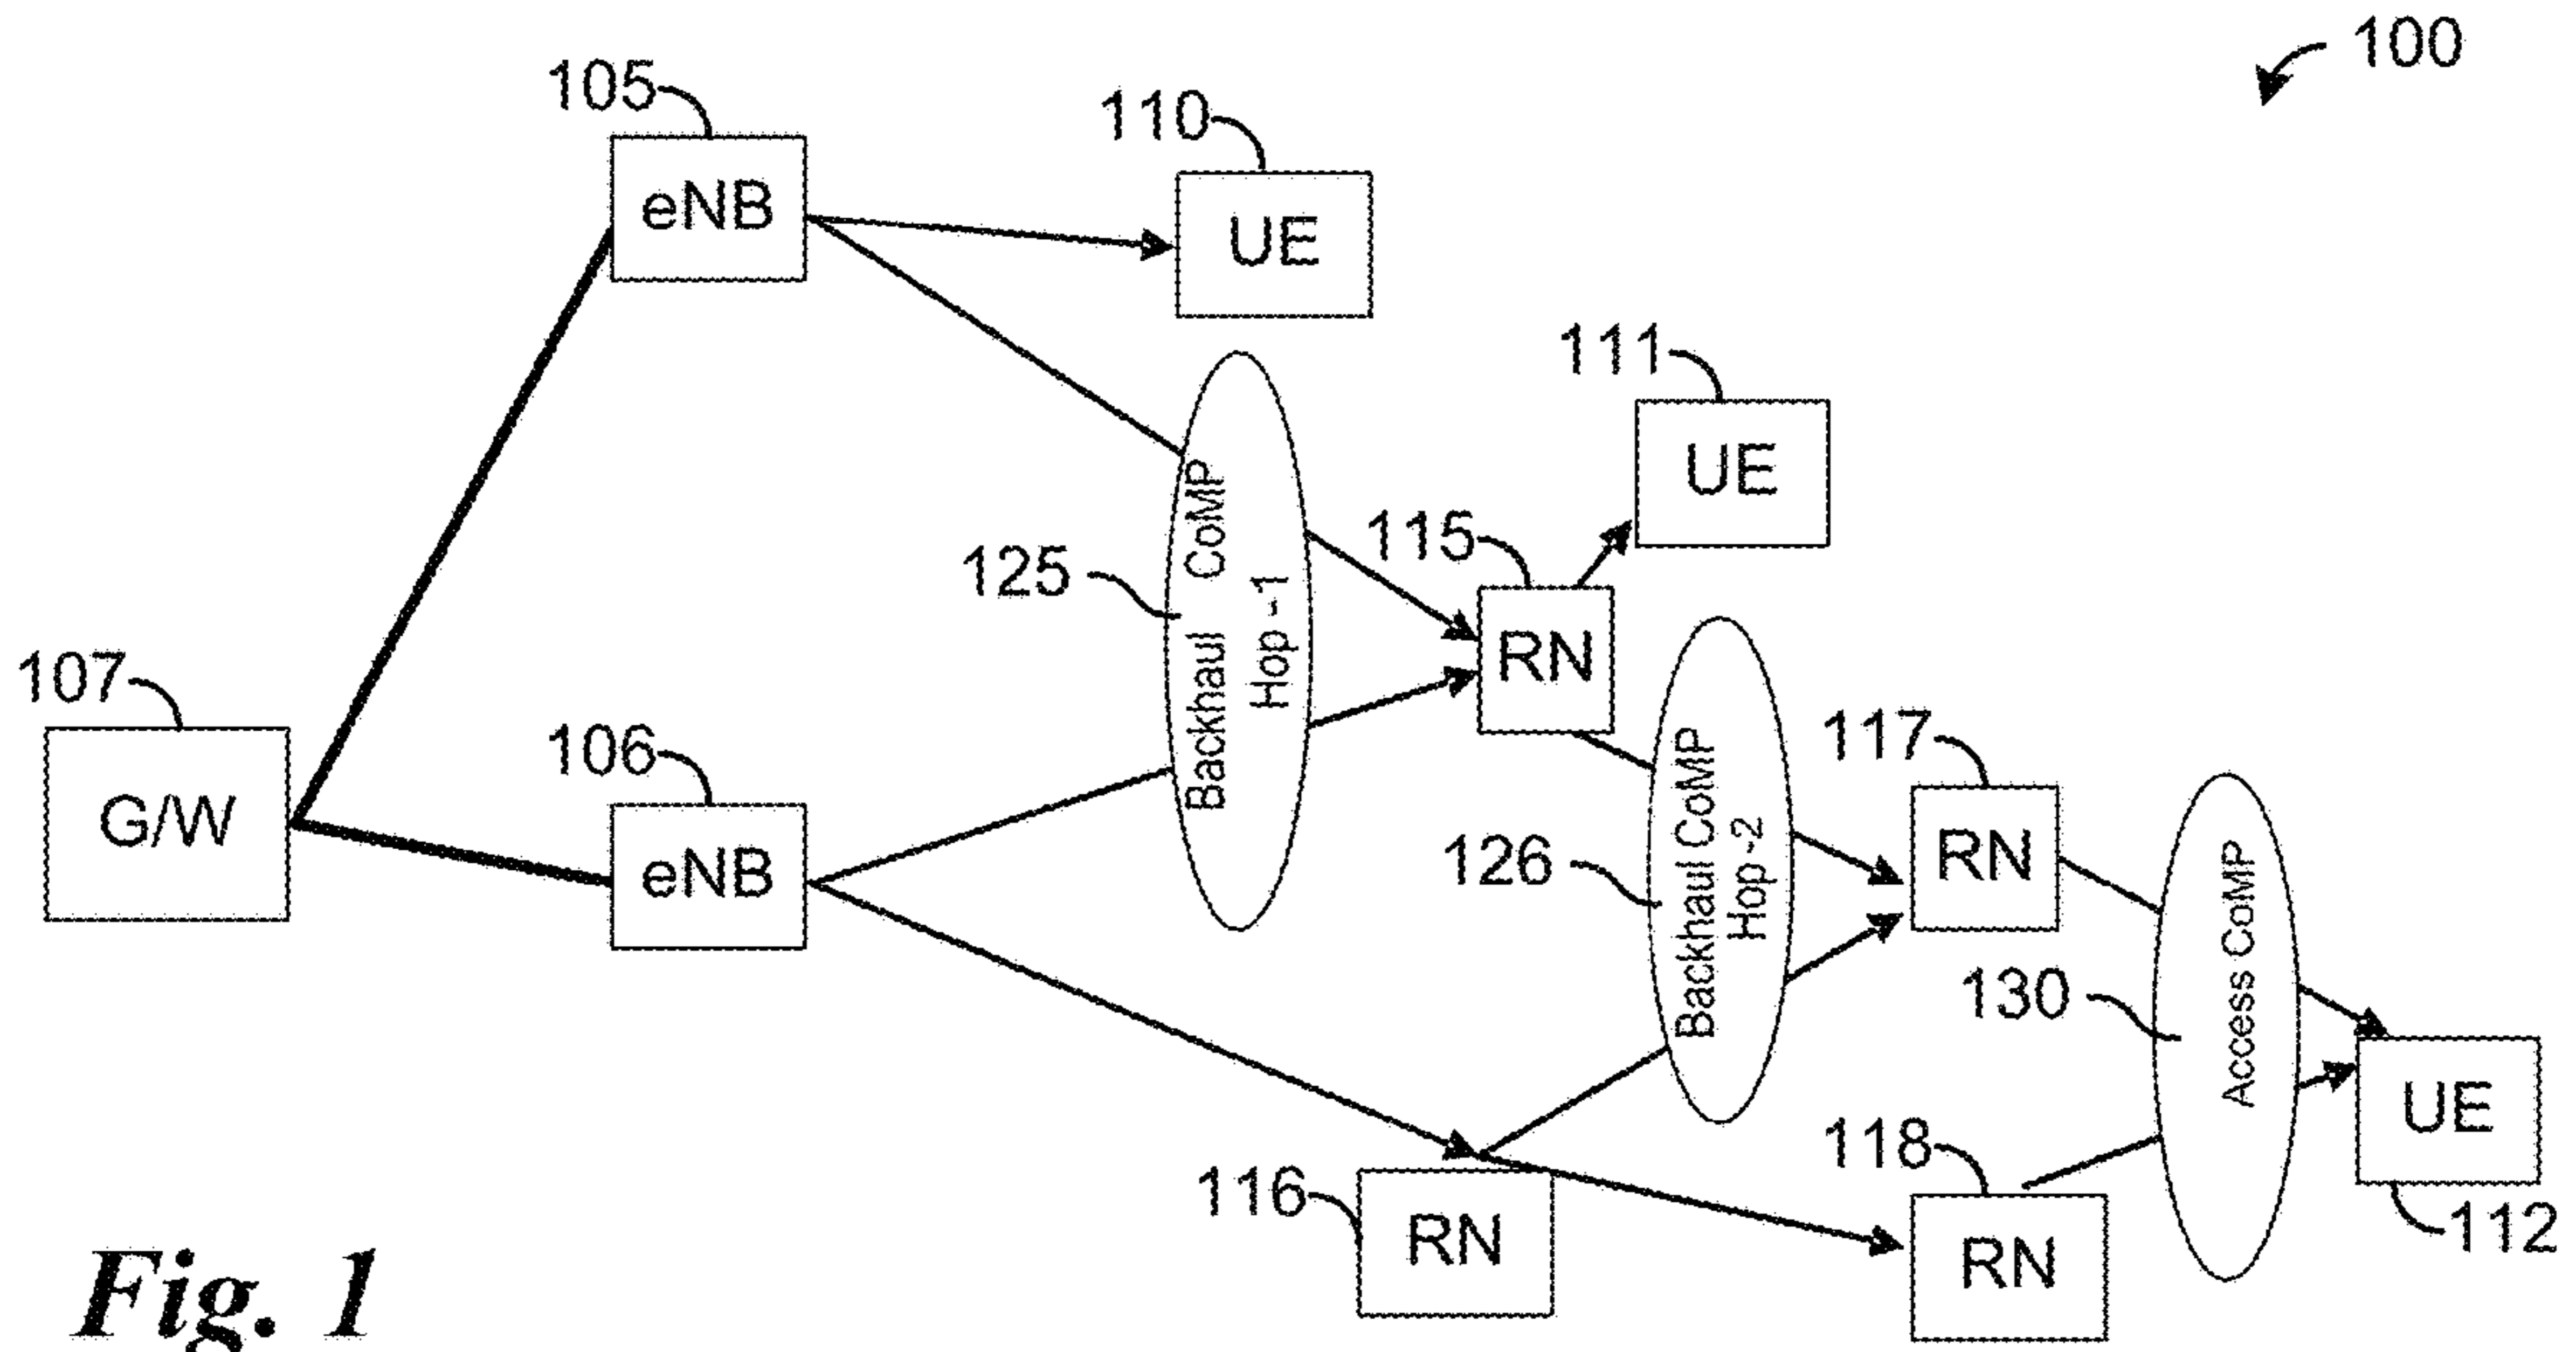 100
105
110
eNB
UE
111
UE
115
125
Backhaul CoMP
Hop -1
RN
107
106
117
G/W
eNB
126
Backhaul CoMP
Hop -2
RN
130
Access CoMP
UE
112
116
118
RN
RN
Fig. 1